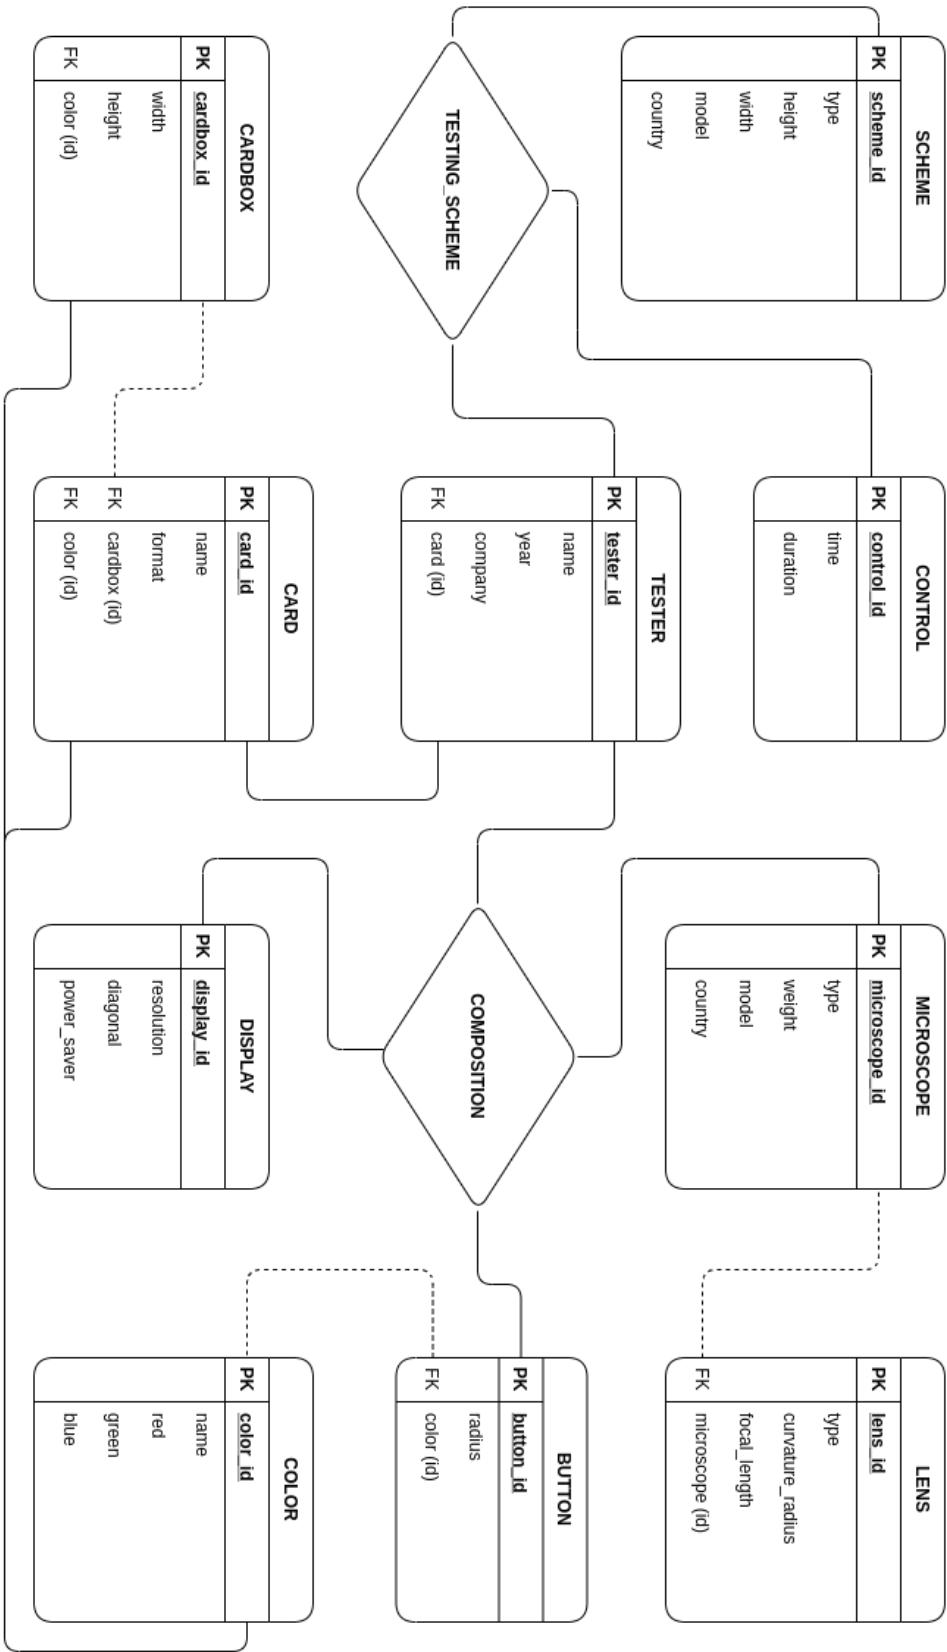 SCHEME
PK scheme_id
type
height
width
model
country
CONTROL
PK control_id
time
duration
MICROSCOPE
PK microscope_id
type
weight
model
country
LENS
PK lens_id
type
curvature_radius
focal_length
FK microscope (id)
TESTING_SCHEME
TESTER
PK tester_id
name
year
company
FK card (id)
COMPOSITION
BUTTON
PK button_id
radius
FK color (id)
CARDBOX
PK cardbox_id
width
height
FK color (id)
CARD
PK card_id
name
format
FK cardbox (id)
FK color (id)
DISPLAY
PK display_id
resolution
diagonal
power_saver
COLOR
PK color_id
name
red
green
blue